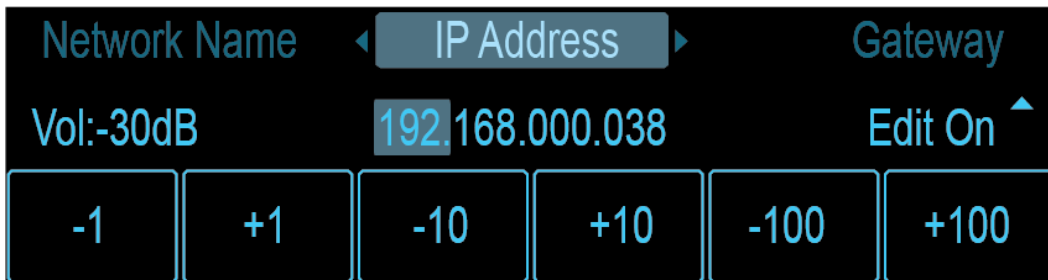 Network Name IP Address Gateway
Vol:-30dB 192.168.000.038 Edit On
-1 +1 -10 +10 -100 +100